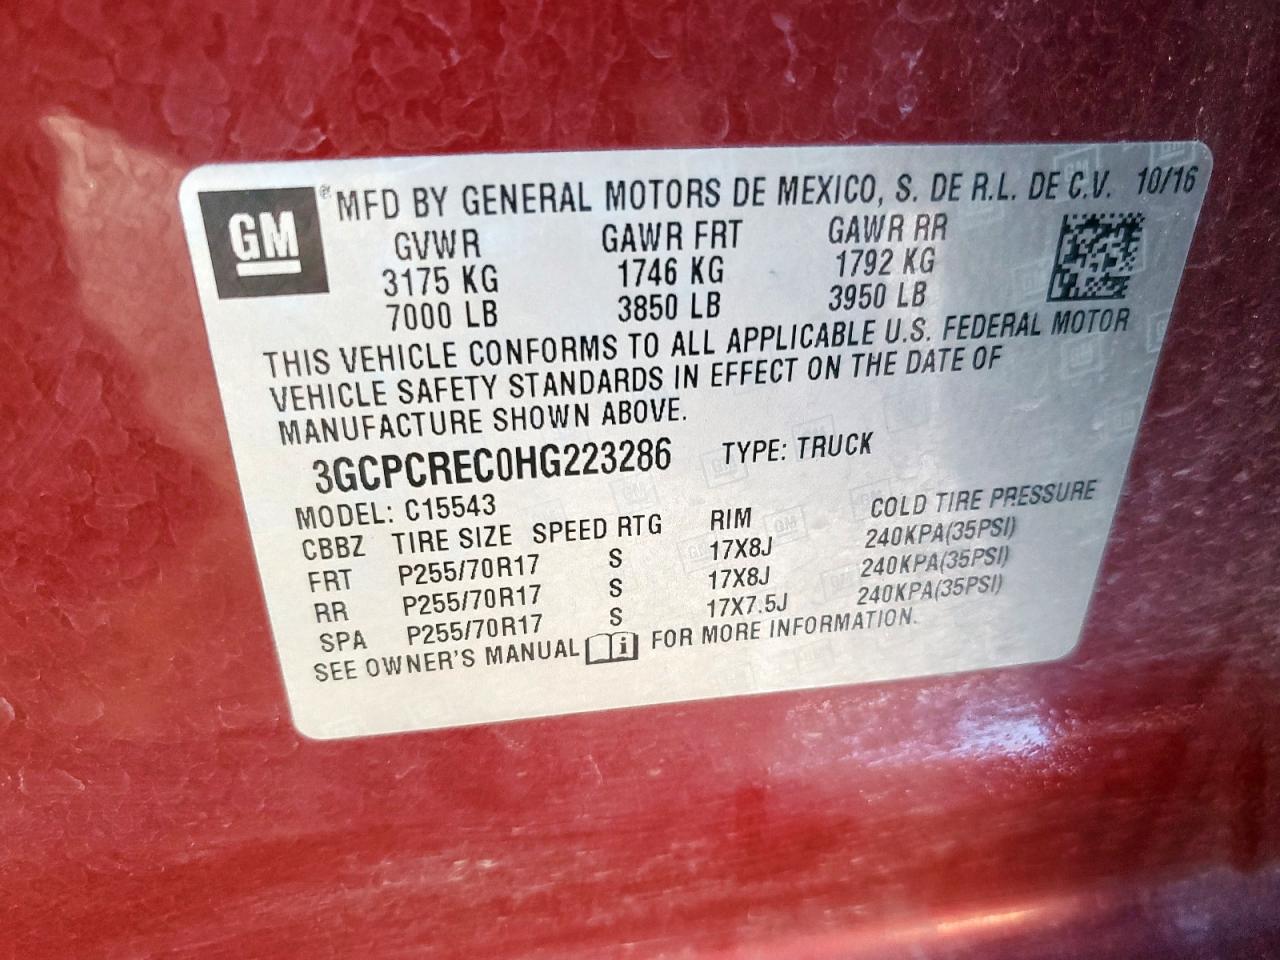 GM ® MFD BY GENERAL MOTORS DE MEXICO, S. DE R.L. DE C.V. 10/16
GVWR GAWR FRT GAWR RR
3175 KG 1746 KG 1792 KG
7000 LB 3850 LB 3950 LB
THIS VEHICLE CONFORMS TO ALL APPLICABLE U.S. FEDERAL MOTOR
VEHICLE SAFETY STANDARDS IN EFFECT ON THE DATE OF
MANUFACTURE SHOWN ABOVE.
3GCPCREC0HG223286 TYPE: TRUCK
MODEL: C15543
CBBZ TIRE SIZE SPEED RTG RIM COLD TIRE PRESSURE
FRT P255/70R17 S 17X8J 240KPA(35PSI)
RR P255/70R17 S 17X8J 240KPA(35PSI)
SPA P255/70R17 S 17X7.5J 240KPA(35PSI)
SEE OWNER'S MANUAL i FOR MORE INFORMATION.